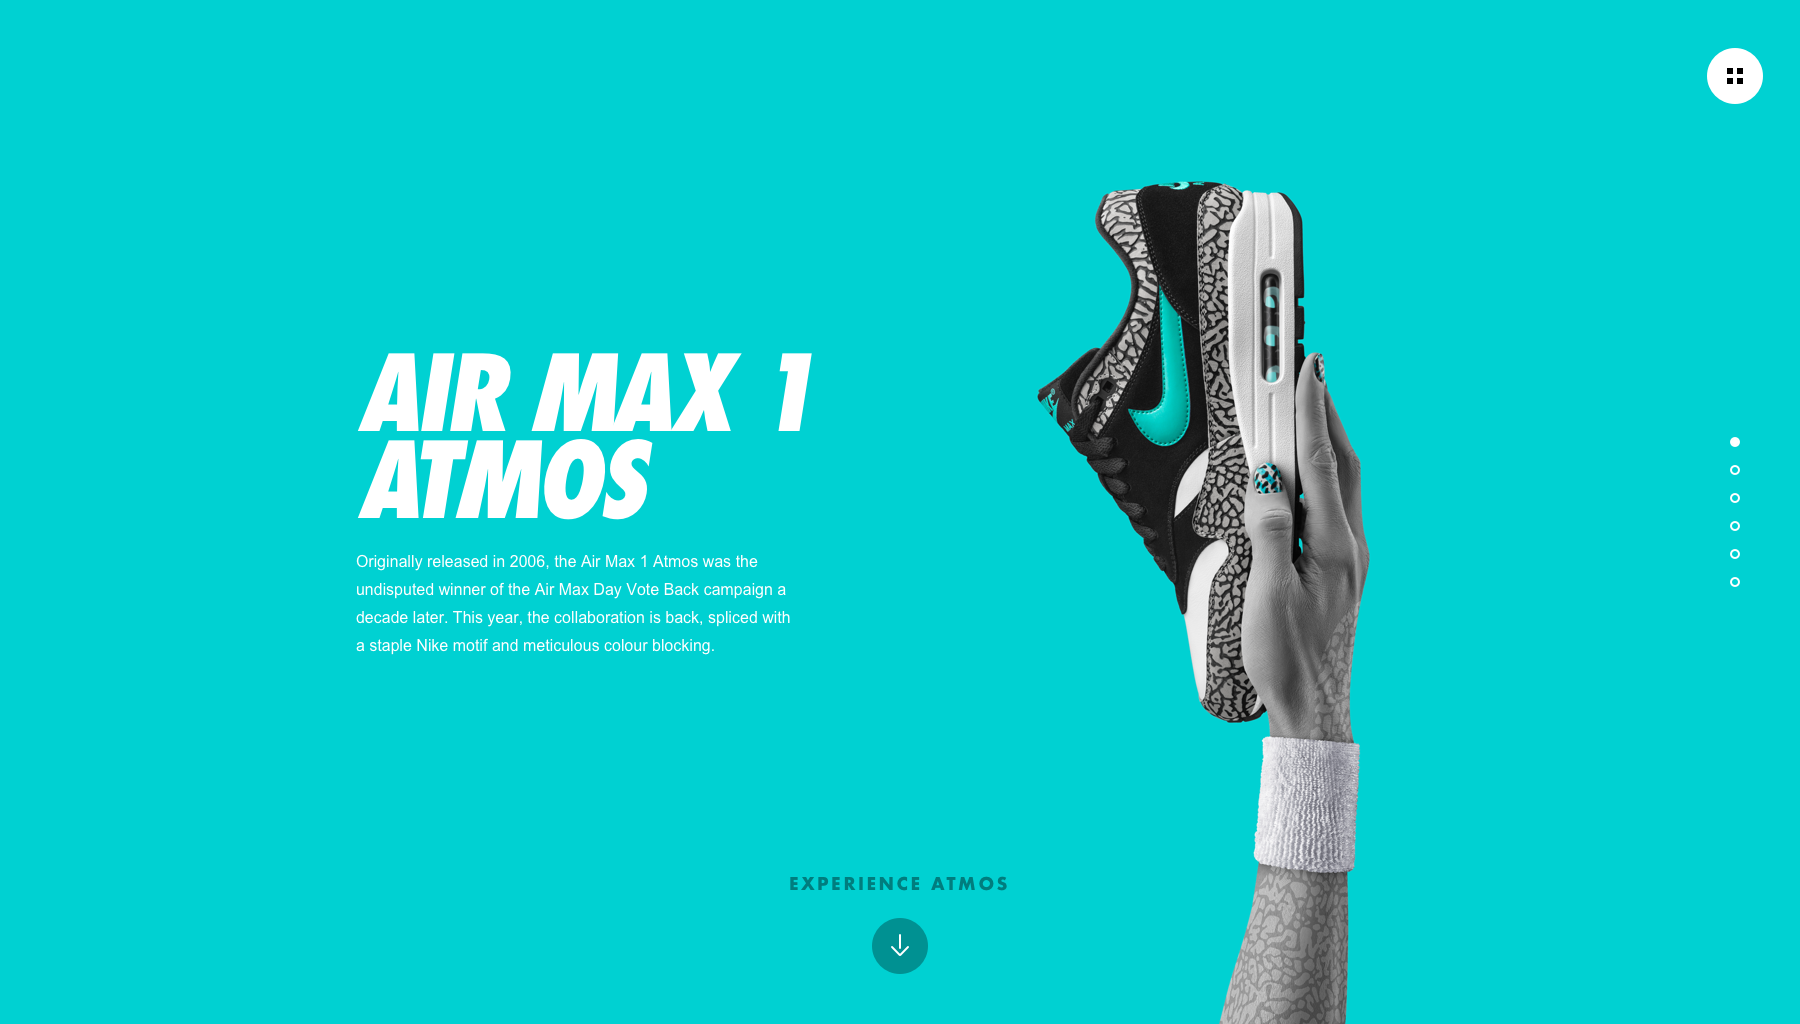 AIR MAX 1
ATMOS
Originally released in 2006, the Air Max 1 Atmos was the
undisputed winner of the Air Max Day Vote Back campaign a
decade later. This year, the collaboration is back, spliced with
a staple Nike motif and meticulous colour blocking.
MAX
EXPERIENCE ATMOS